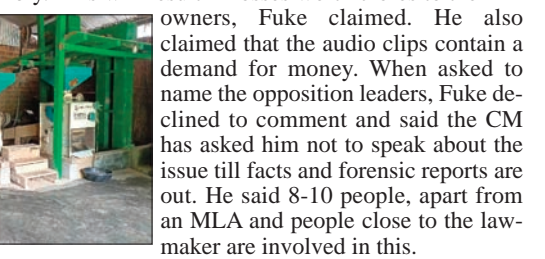 owners, Fuke claimed. He also
claimed that the audio clips contain a
demand for money. When asked to
name the opposition leaders, Fuke de-
clined to comment and said the CM
has asked him not to speak about the
issue till facts and forensic reports are
out. He said 8-10 people, apart from
an MLA and people close to the law-
maker are involved in this.